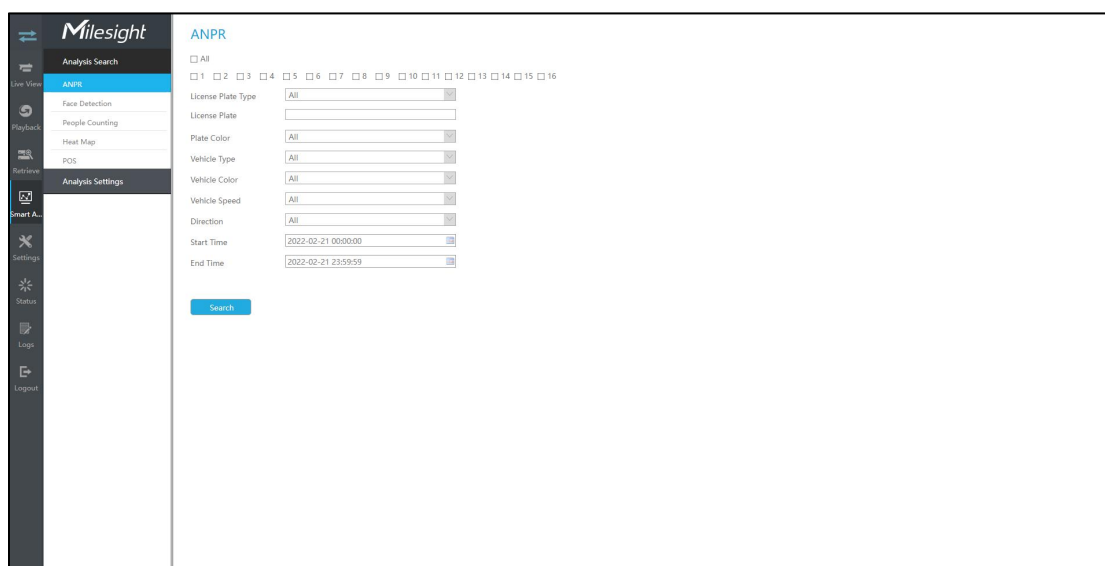 Milesight
Live View
Playback
Retrieve
Smart A...
Settings
Status
Logs
Logout
Analysis Search
ANPR
Face Detection
People Counting
Heat Map
POS
Analysis Settings
ANPR
All
1 2 3 4 5 6 7 8 9 10 11 12 13 14 15 16
License Plate Type All
License Plate
Plate Color All
Vehicle Type All
Vehicle Color All
Vehicle Speed All
Direction All
Start Time 2022-02-21 00:00:00
End Time 2022-02-21 23:59:59
Search